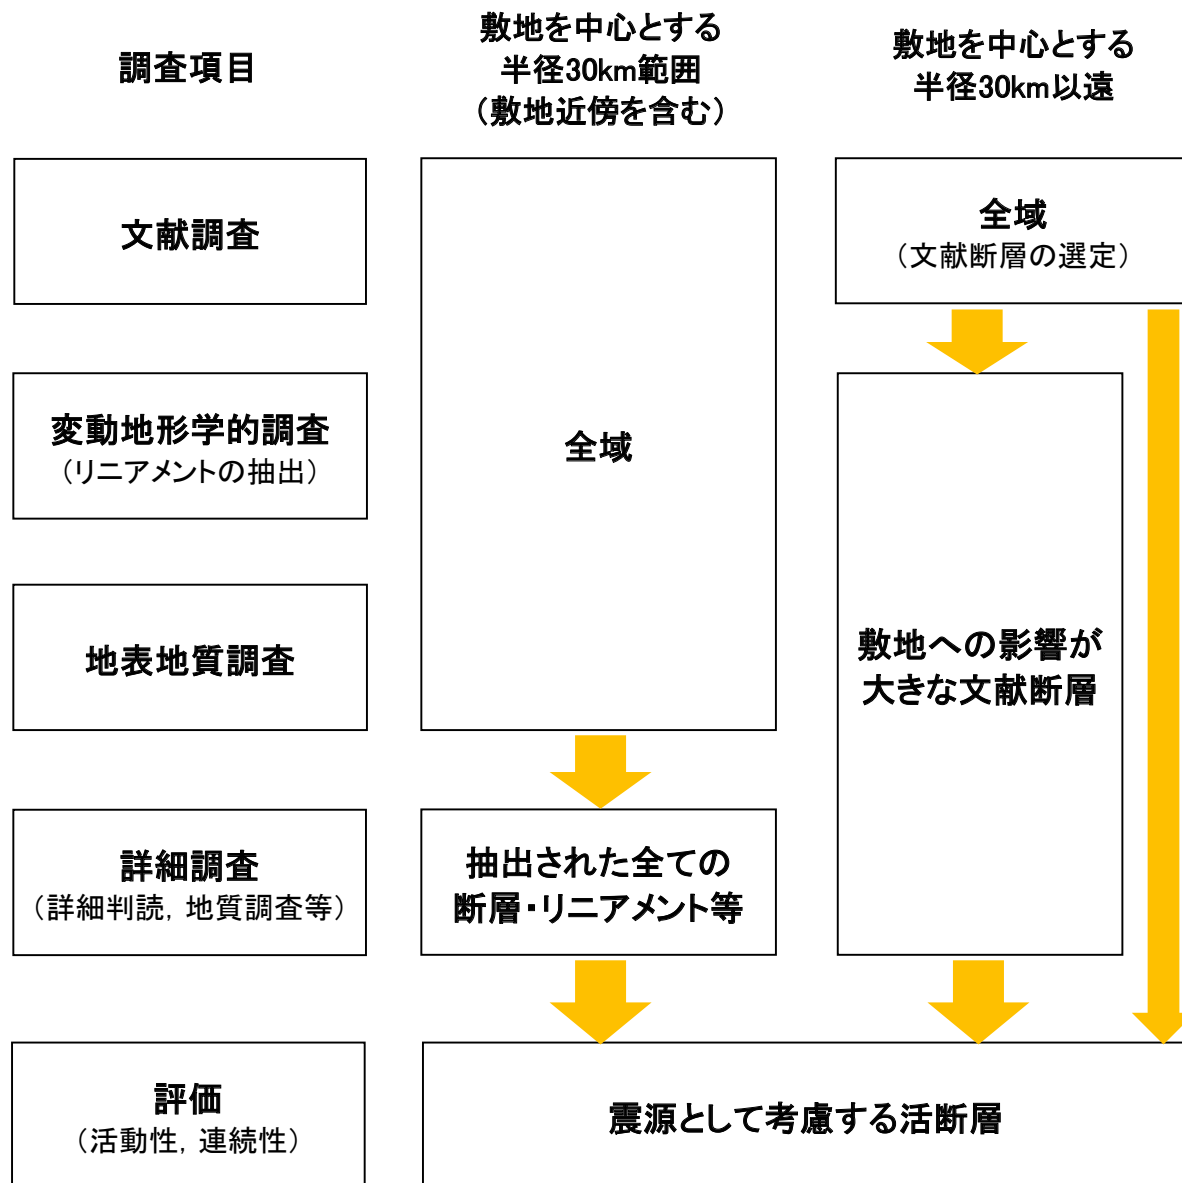 調査項目
敷地を中心とする
半径30km範囲
（敷地近傍を含む）
敷地を中心とする
半径30km以遠
文献調査
全域
（文献断層の選定）
変動地形学的調査
（リニアメントの抽出）
全域
地表地質調査
敷地への影響が
大きな文献断層
詳細調査
（詳細判読，地質調査等）
抽出された全ての
断層・リニアメント等
評価
（活動性，連続性）
震源として考慮する活断層